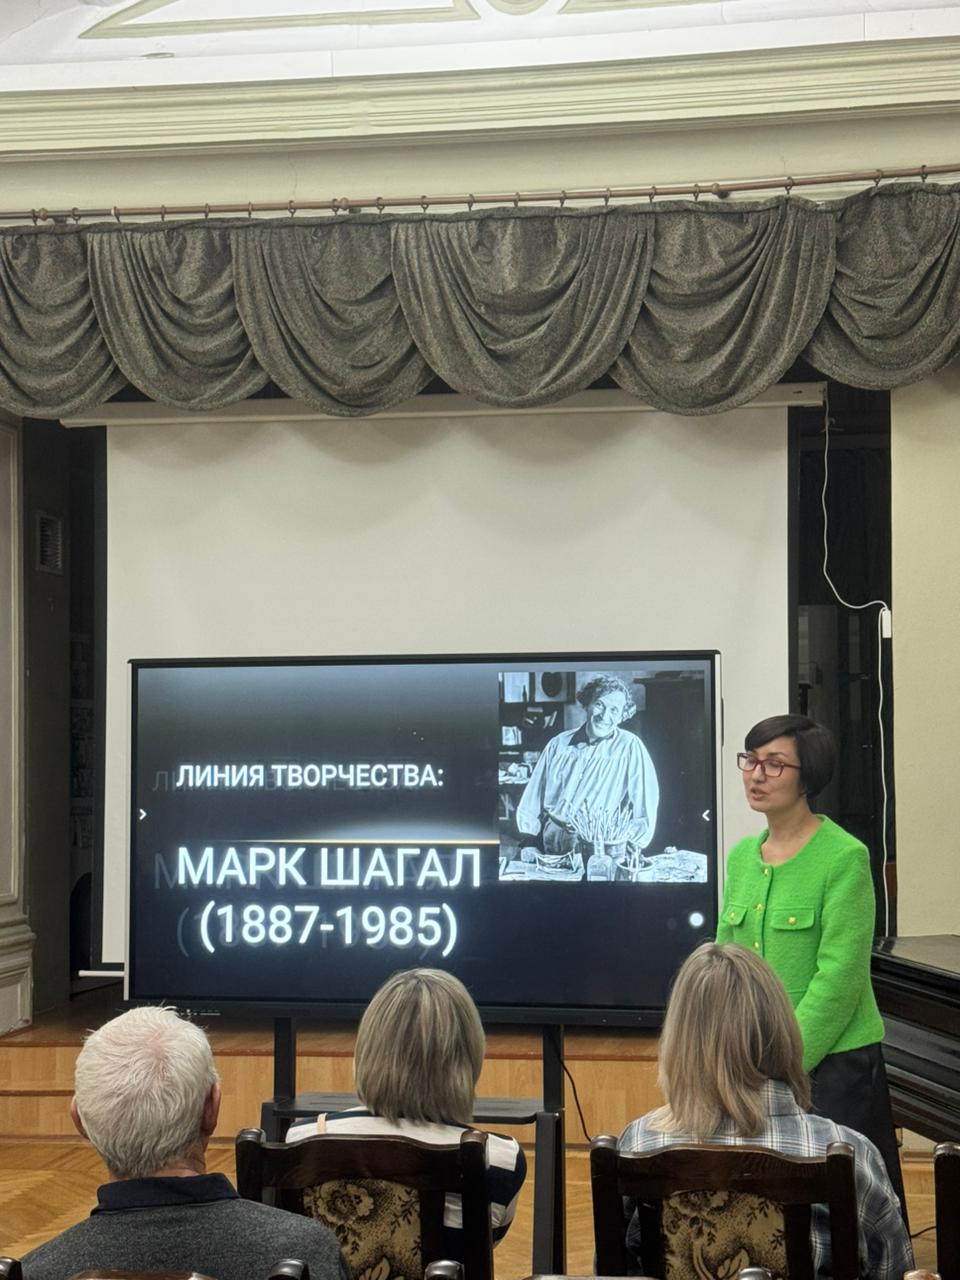 ЛИНИЯ ТВОРЧЕСТВА:
МАРК ШАГАЛ
(1887-1985)